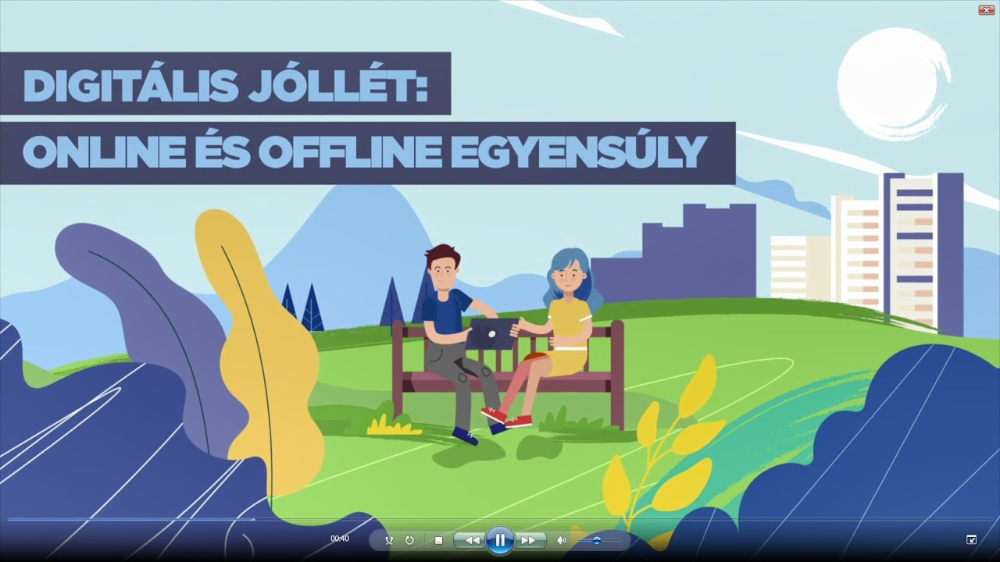 DIGITÁLIS JÓLLÉT:
ONLINE ÉS OFFLINE EGYENSÚLY
00:40